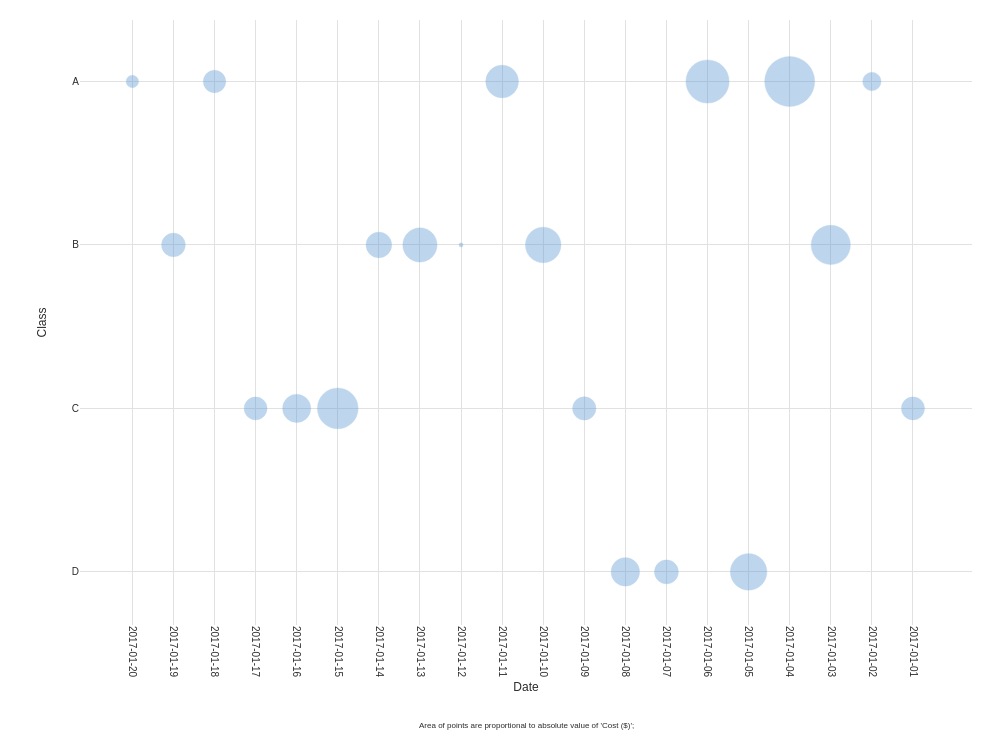 A
B
Class
C
D
2017-01-20
2017-01-19
2017-01-18
2017-01-17
2017-01-16
2017-01-15
2017-01-14
2017-01-13
2017-01-12
2017-01-11
2017-01-10
2017-01-09
2017-01-08
2017-01-07
2017-01-06
2017-01-05
2017-01-04
2017-01-03
2017-01-02
2017-01-01
Date
Area of points are proportional to absolute value of 'Cost ($)';